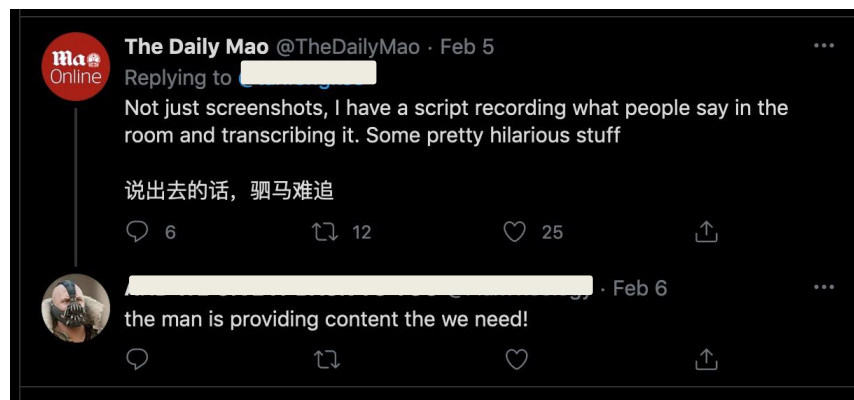 Mao
Online
The Daily Mao @TheDailyMao · Feb 5
Replying to
Not just screenshots, I have a script recording what people say in the
room and transcribing it. Some pretty hilarious stuff
说出去的话，驷马难追
6 12 25
· Feb 6
the man is providing content the we need!